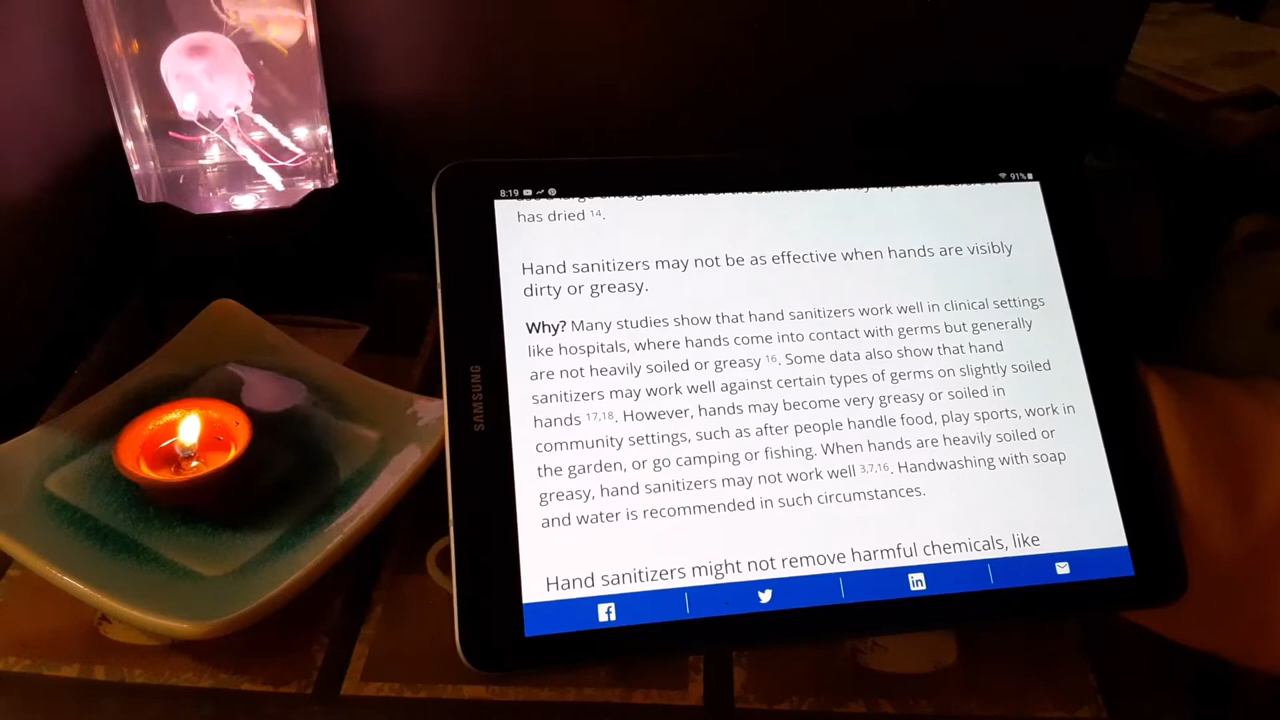 8:19
91%
has dried 14.
Hand sanitizers may not be as effective when hands are visibly
dirty or greasy.
Why? Many studies show that hand sanitizers work well in clinical settings
like hospitals, where hands come into contact with germs but generally
are not heavily soiled or greasy 16. Some data also show that hand
sanitizers may work well against certain types of germs on slightly soiled
hands 17,18. However, hands may become very greasy or soiled in
community settings, such as after people handle food, play sports, work in
the garden, or go camping or fishing. When hands are heavily soiled or
greasy, hand sanitizers may not work well 3,7,16. Handwashing with soap
and water is recommended in such circumstances.
Hand sanitizers might not remove harmful chemicals, like
SAMSUNG